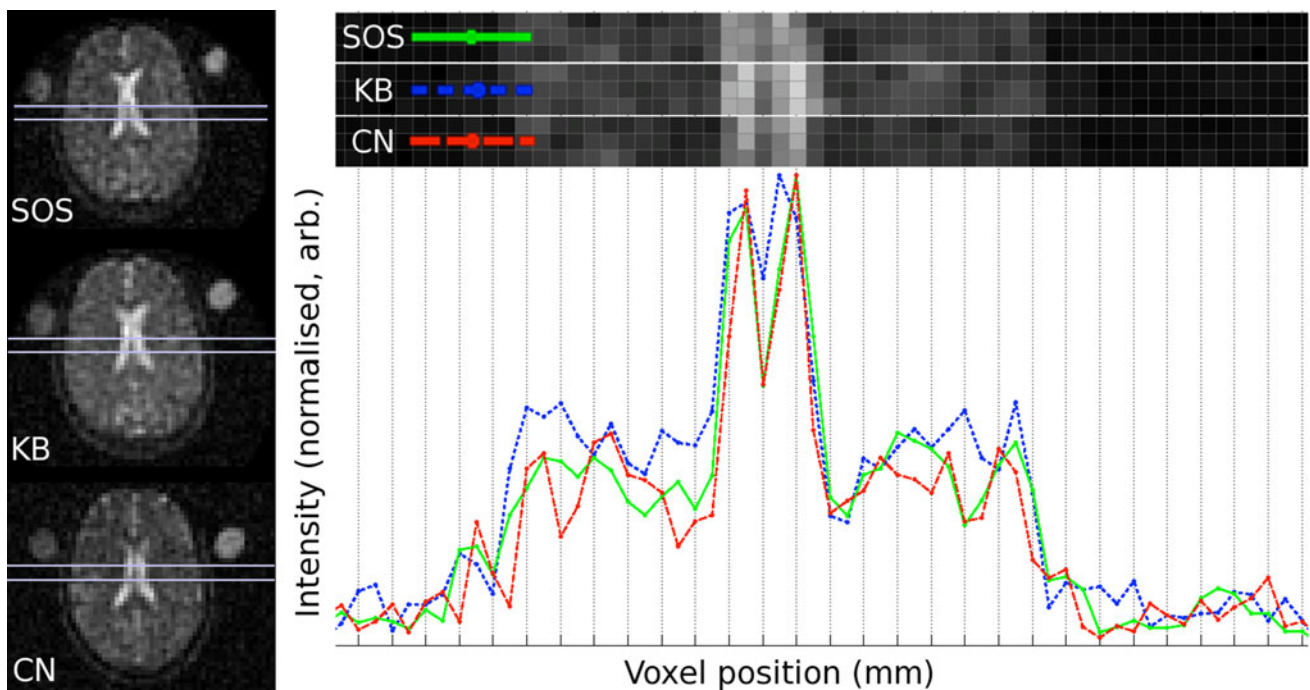 SOS
KB
CN
SOS
KB
CN
Intensity (normalised, arb.)
Voxel position (mm)